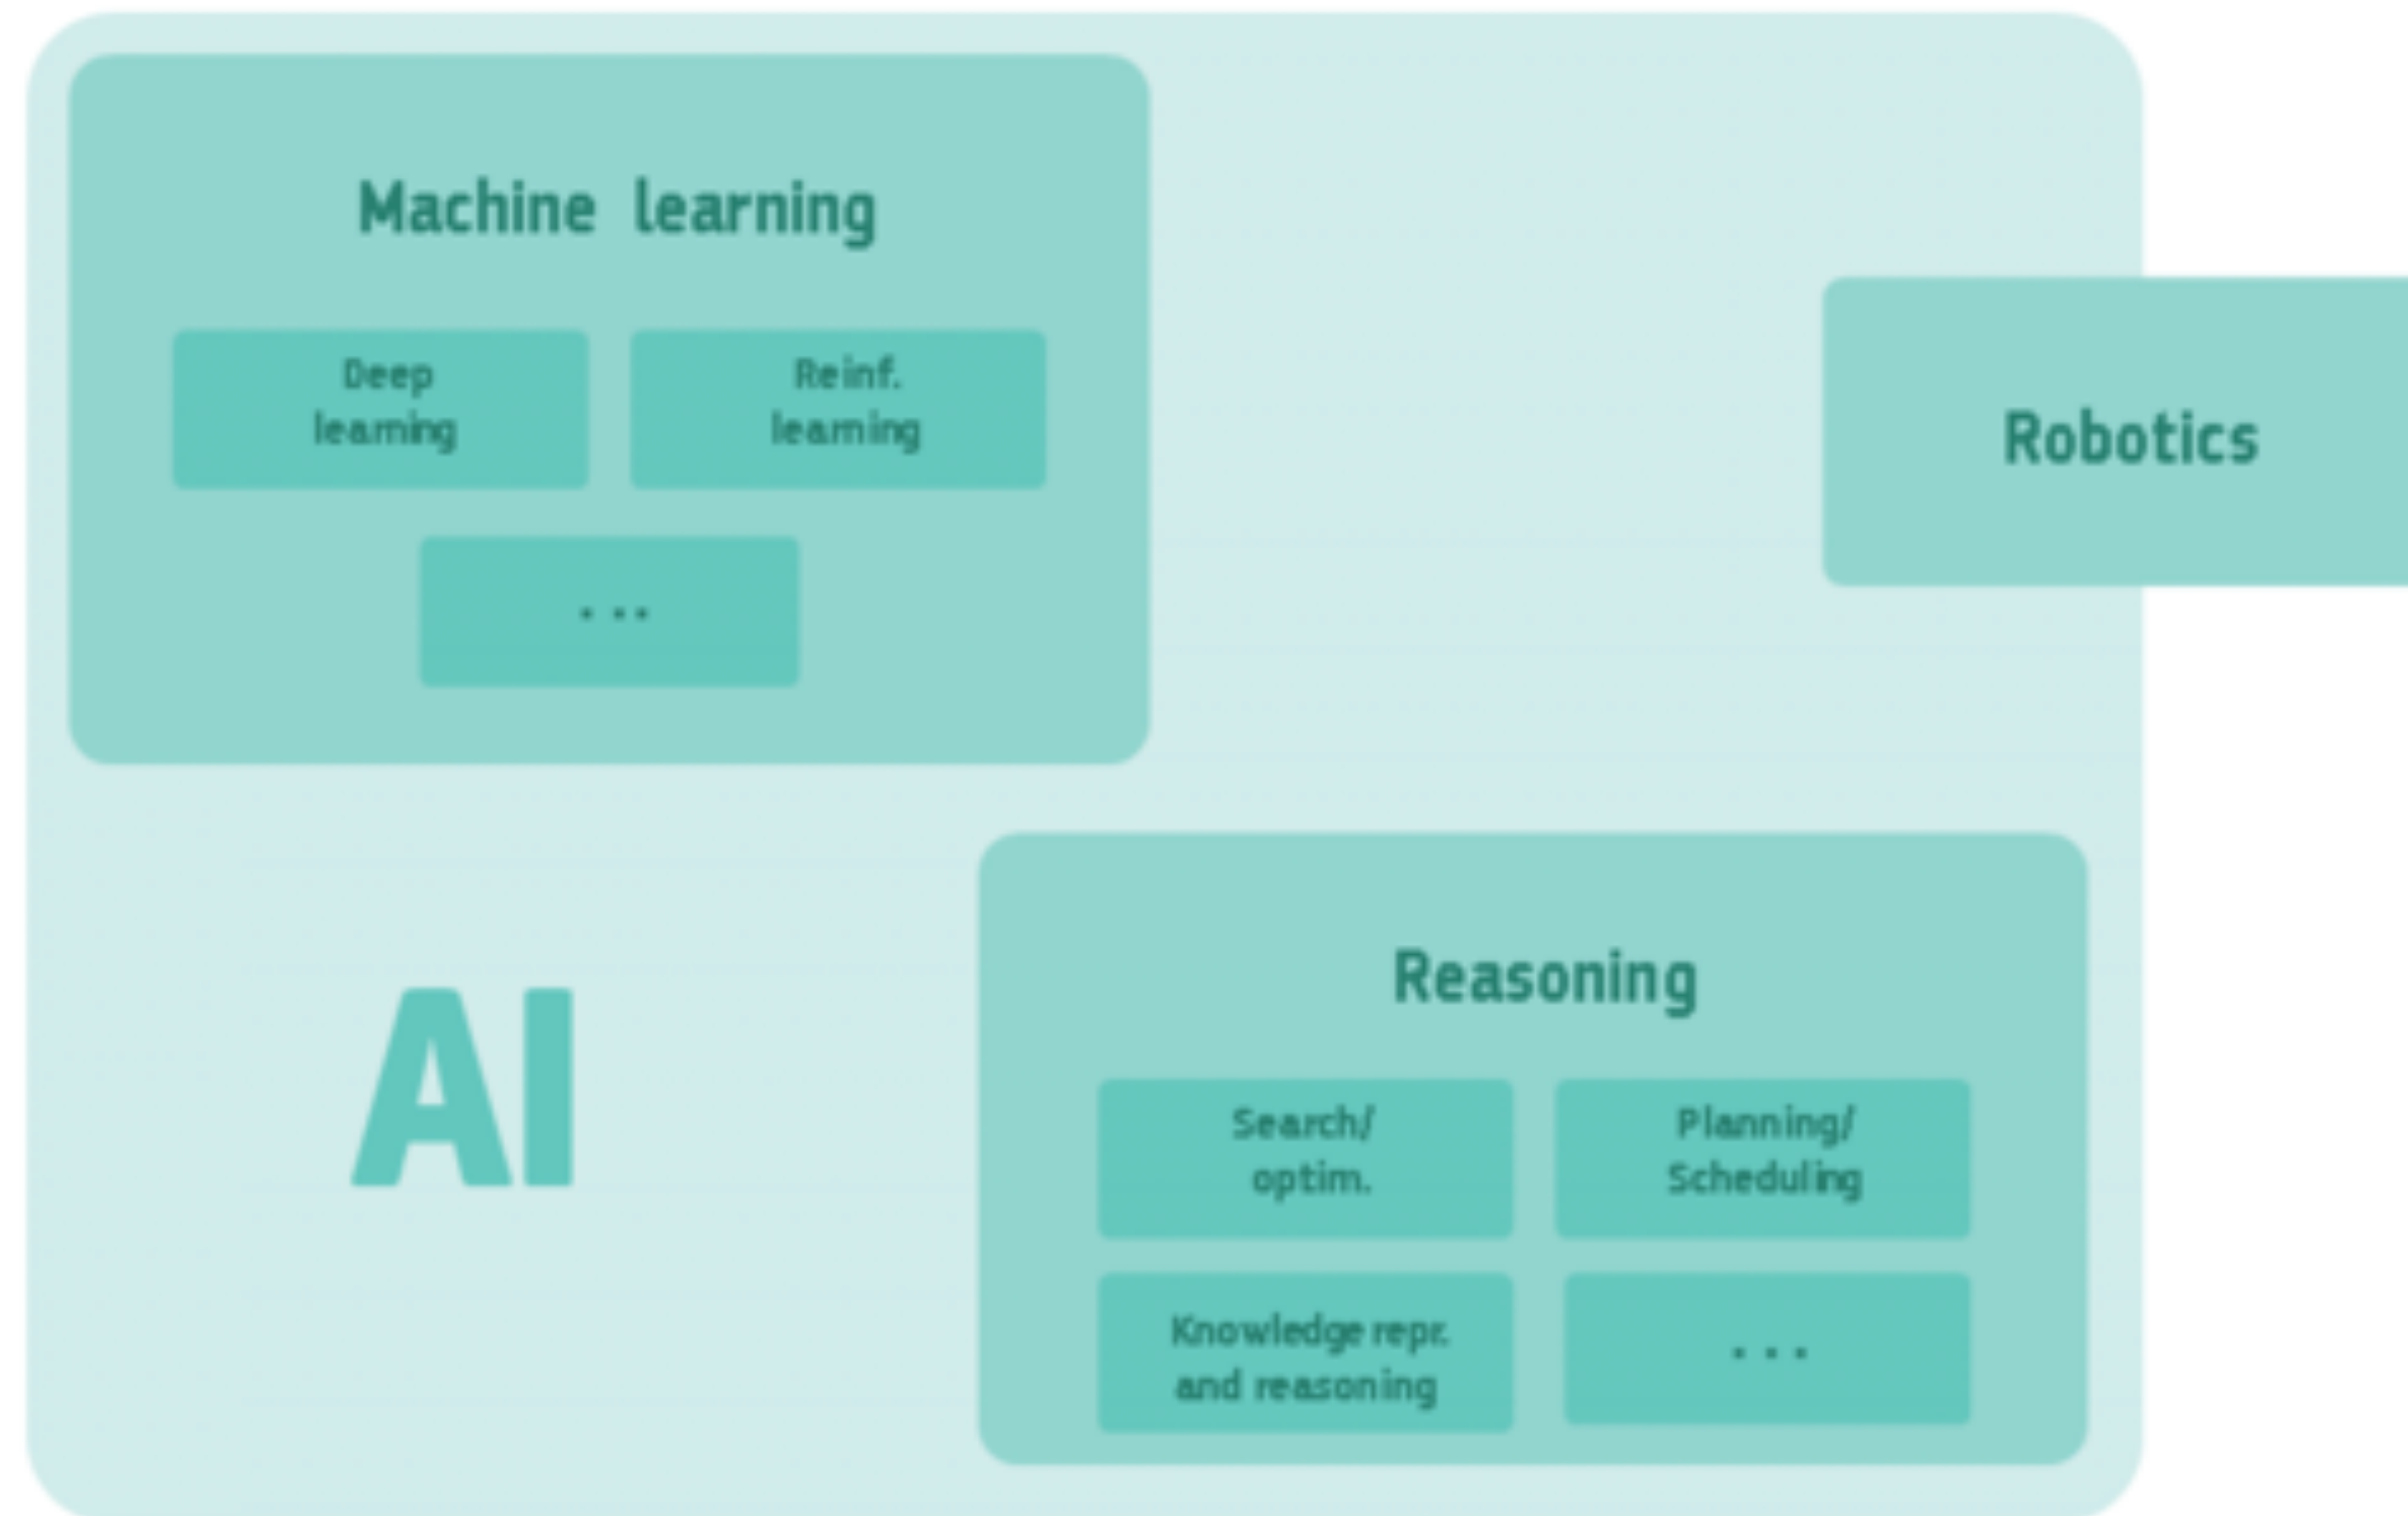 Machine learning
Deep
learning
Reinf.
learning
...
Robotics
AI
Reasoning
Search/
optim.
Planning/
Scheduling
Knowledge repr.
and reasoning
...